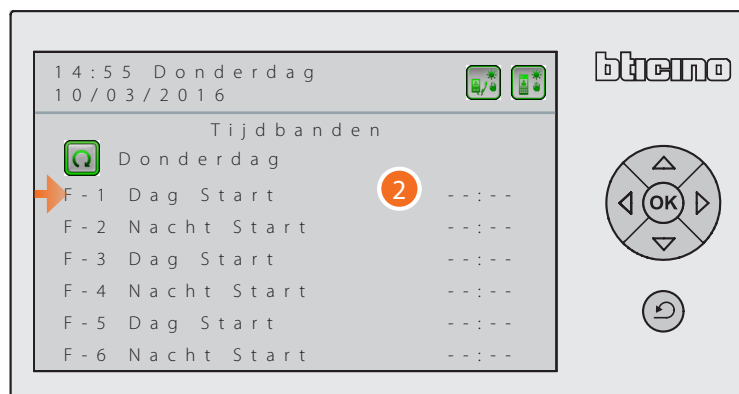 14:55 Donderdag
10/03/2016
bticino
Tijdbanden
Donderdag
F-1 Dag Start 2 --:--
F-2 Nacht Start --:--
F-3 Dag Start --:--
F-4 Nacht Start --:--
F-5 Dag Start --:--
F-6 Nacht Start --:--
OK